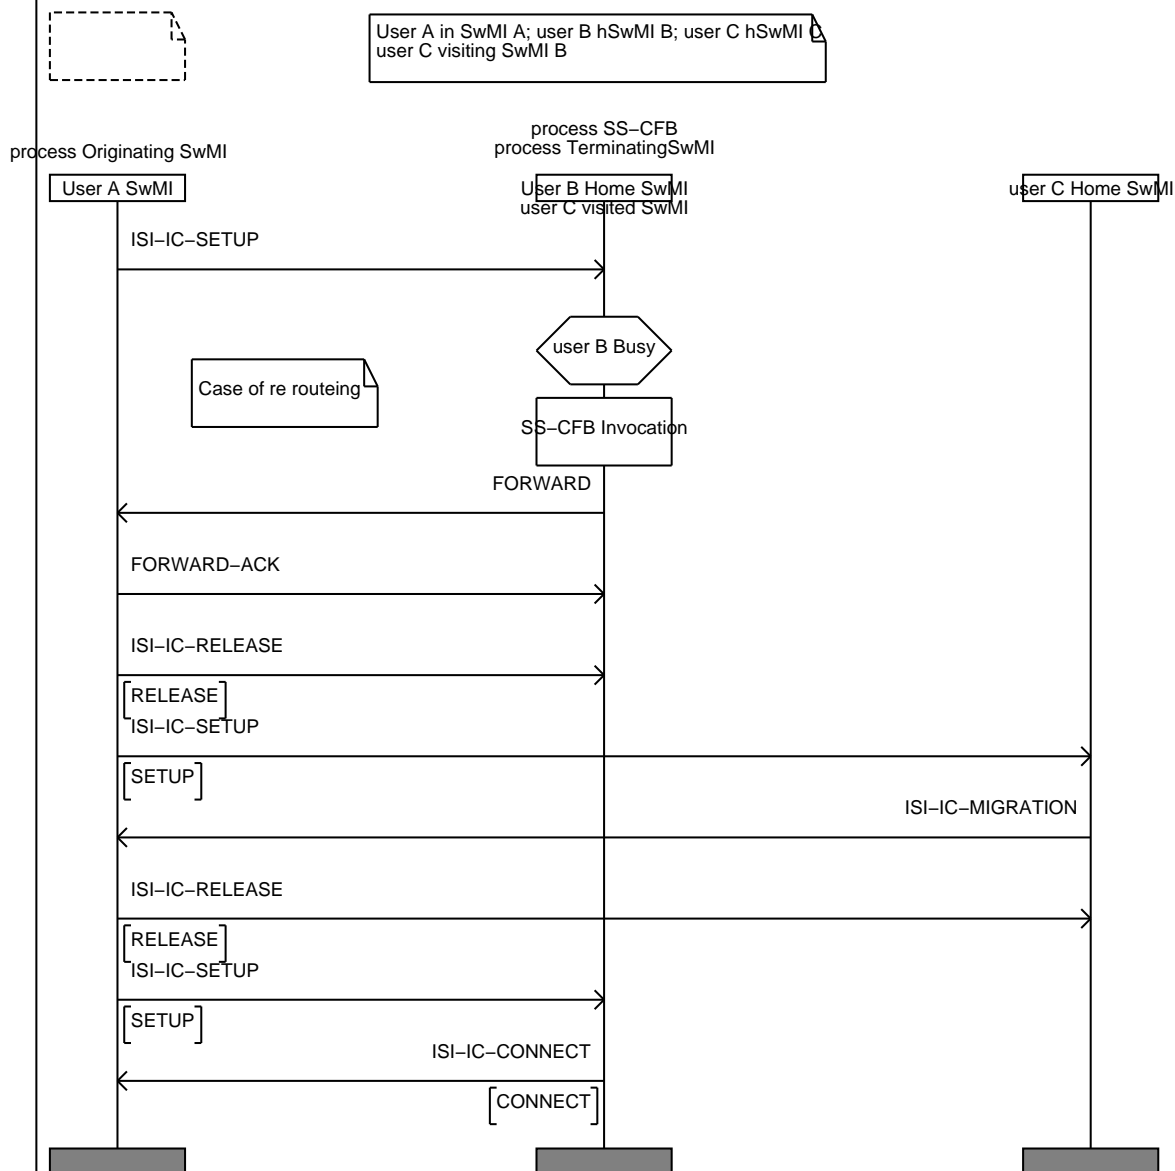 User A in SwMI A; user B hSwMI B; user C hSwMI C
user C visiting SwMI B
process SS−CFB
process TerminatingSwMI
process Originating SwMI
User A SwMI
User B Home SwMI
user C visited SwMI
user C Home SwMI
ISI−IC−SETUP
user B Busy
Case of re routeing
SS−CFB Invocation
FORWARD
FORWARD−ACK
ISI−IC−RELEASE
RELEASE
ISI−IC−SETUP
SETUP
ISI−IC−MIGRATION
ISI−IC−RELEASE
RELEASE
ISI−IC−SETUP
SETUP
ISI−IC−CONNECT
CONNECT